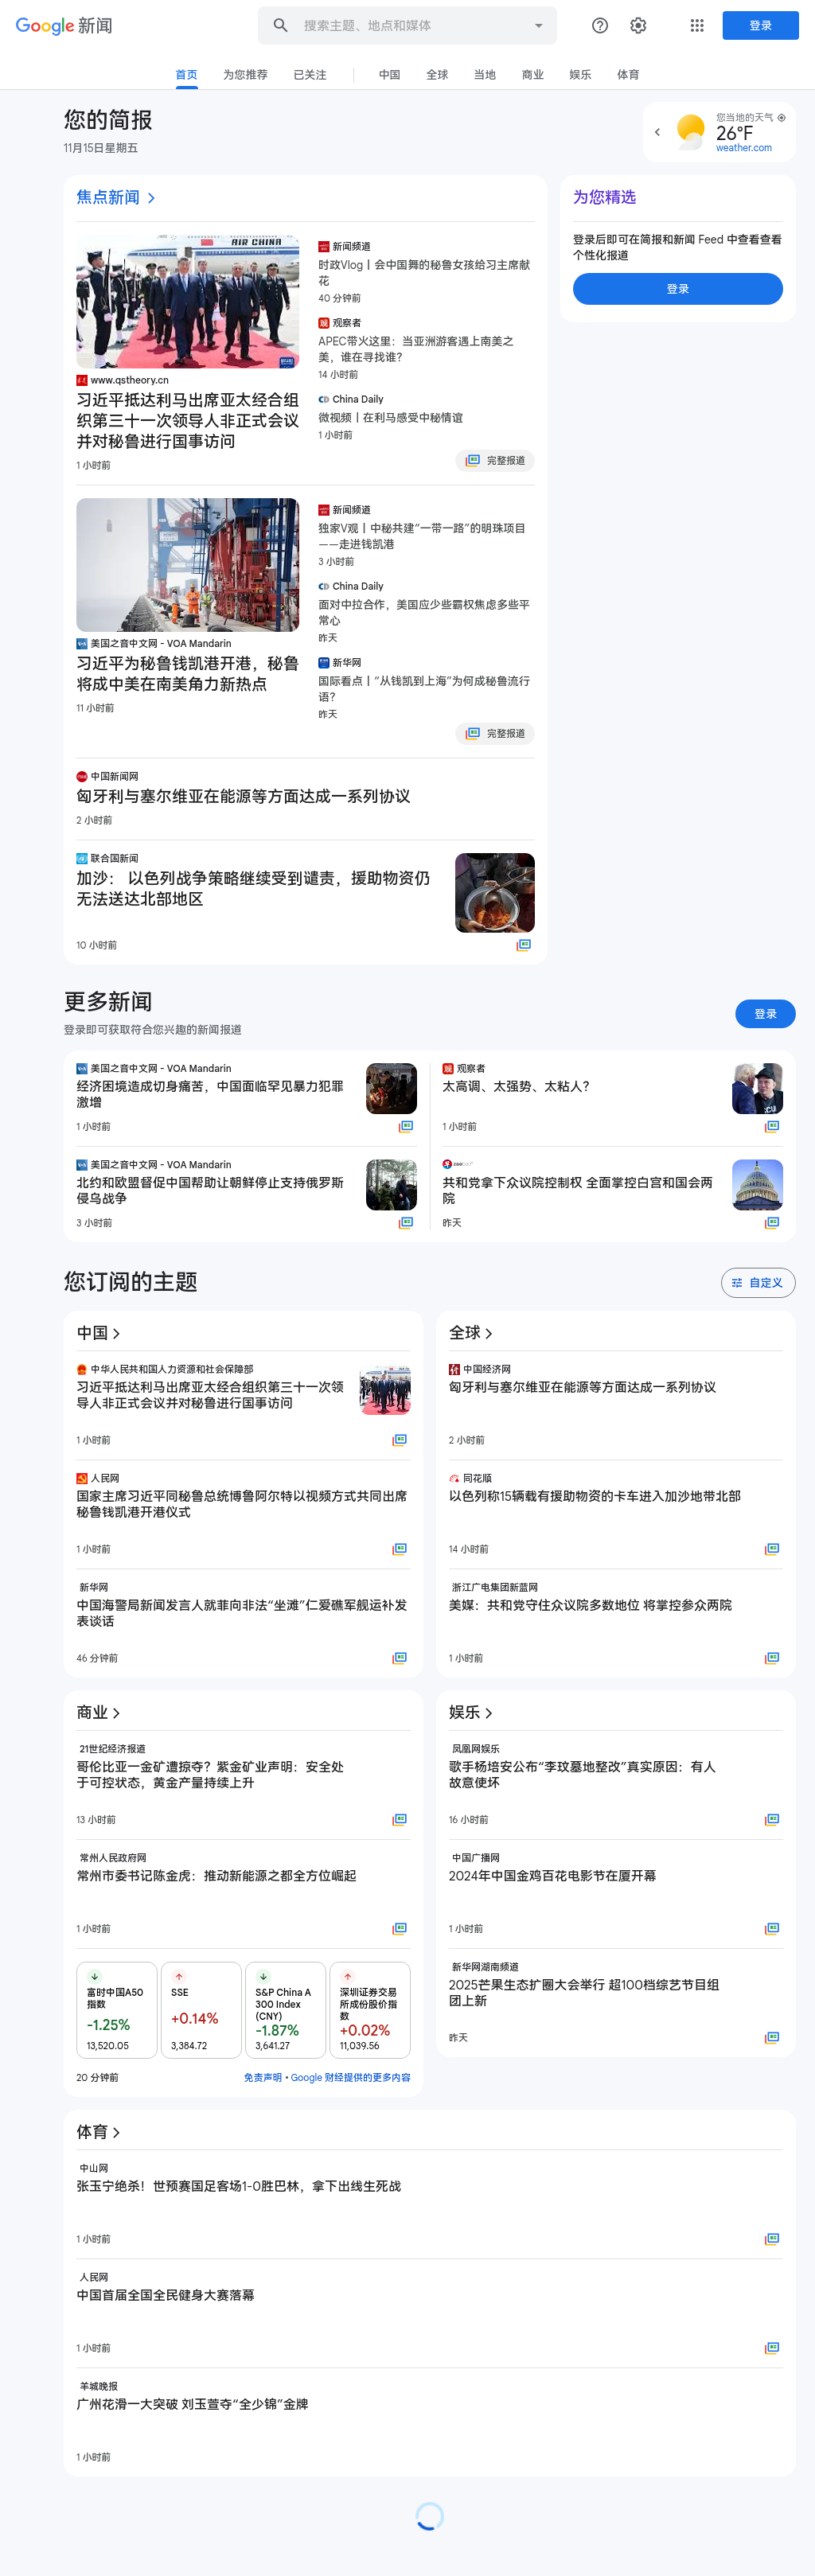 Google 新闻
搜索主题、地点和媒体
登录
首页
为您推荐
已关注
中国
全球
当地
商业
娱乐
体育
您的简报
11月15日星期五
您当地的天气
26°F
weather.com
焦点新闻
AIR CHINA
www.qstheory.cn
习近平抵达利马出席亚太经合组
织第三十一次领导人非正式会议
并对秘鲁进行国事访问
1 小时前
新闻频道
时政Vlog丨会中国舞的秘鲁女孩给习主席献
花
40 分钟前
观察者
APEC带火这里：当亚洲游客遇上南美之
美，谁在寻找谁？
14 小时前
China Daily
微视频丨在利马感受中秘情谊
1 小时前
完整报道
为您精选
登录后即可在简报和新闻 Feed 中查看查看
个性化报道
登录
美国之音中文网 - VOA Mandarin
习近平为秘鲁钱凯港开港，秘鲁
将成中美在南美角力新热点
11 小时前
新闻频道
独家V观丨中秘共建“一带一路”的明珠项目
——走进钱凯港
3 小时前
China Daily
面对中拉合作，美国应少些霸权焦虑多些平
常心
昨天
新华网
国际看点丨“从钱凯到上海”为何成秘鲁流行
语？
昨天
完整报道
中国新闻网
匈牙利与塞尔维亚在能源等方面达成一系列协议
2 小时前
联合国新闻
加沙： 以色列战争策略继续受到谴责，援助物资仍
无法送达北部地区
10 小时前
更多新闻
登录即可获取符合您兴趣的新闻报道
登录
美国之音中文网 - VOA Mandarin
经济困境造成切身痛苦，中国面临罕见暴力犯罪
激增
1 小时前
观察者
太高调、太强势、太粘人？
1 小时前
美国之音中文网 - VOA Mandarin
北约和欧盟督促中国帮助让朝鲜停止支持俄罗斯
侵乌战争
3 小时前
共和党拿下众议院控制权 全面掌控白宫和国会两
院
昨天
您订阅的主题
自定义
中国
中华人民共和国人力资源和社会保障部
习近平抵达利马出席亚太经合组织第三十一次领
导人非正式会议并对秘鲁进行国事访问
1 小时前
人民网
国家主席习近平同秘鲁总统博鲁阿尔特以视频方式共同出席
秘鲁钱凯港开港仪式
1 小时前
新华网
中国海警局新闻发言人就菲向非法“坐滩”仁爱礁军舰运补发
表谈话
46 分钟前
全球
中国经济网
匈牙利与塞尔维亚在能源等方面达成一系列协议
2 小时前
同花顺
以色列称15辆载有援助物资的卡车进入加沙地带北部
14 小时前
浙江广电集团新蓝网
美媒：共和党守住众议院多数地位 将掌控参众两院
1 小时前
商业
21世纪经济报道
哥伦比亚一金矿遭掠夺？紫金矿业声明：安全处
于可控状态，黄金产量持续上升
13 小时前
常州人民政府网
常州市委书记陈金虎：推动新能源之都全方位崛起
1 小时前
富时中国A50
指数
-1.25%
13,520.05
SSE
+0.14%
3,384.72
S&P China A
300 Index
(CNY)
-1.87%
3,641.27
深圳证券交易
所成份股价指
数
+0.02%
11,039.56
20 分钟前
免责声明 • Google 财经提供的更多内容
娱乐
凤凰网娱乐
歌手杨培安公布“李玟墓地整改”真实原因：有人
故意使坏
16 小时前
中国广播网
2024年中国金鸡百花电影节在厦开幕
1 小时前
新华网湖南频道
2025芒果生态扩圈大会举行 超100档综艺节目组
团上新
昨天
体育
中山网
张玉宁绝杀！世预赛国足客场1-0胜巴林，拿下出线生死战
1 小时前
人民网
中国首届全国全民健身大赛落幕
1 小时前
羊城晚报
广州花滑一大突破 刘玉萱夺“全少锦”金牌
1 小时前